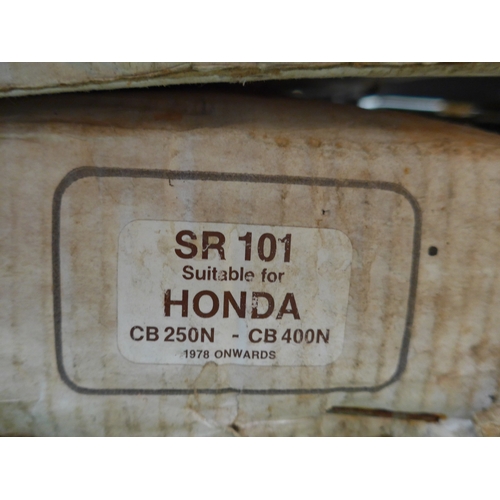 SR 101
Suitable for
HONDA
CB 250N - CB 400N
1978 ONWARDS